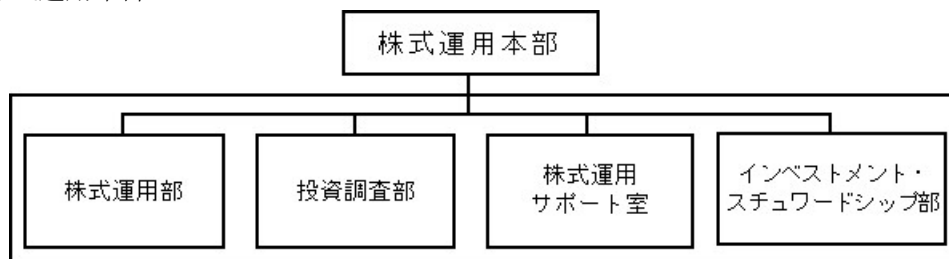 株式運用本部
株式運用部
投資調査部
株式運用
サポート室
インベストメント・
スチュワードシップ部